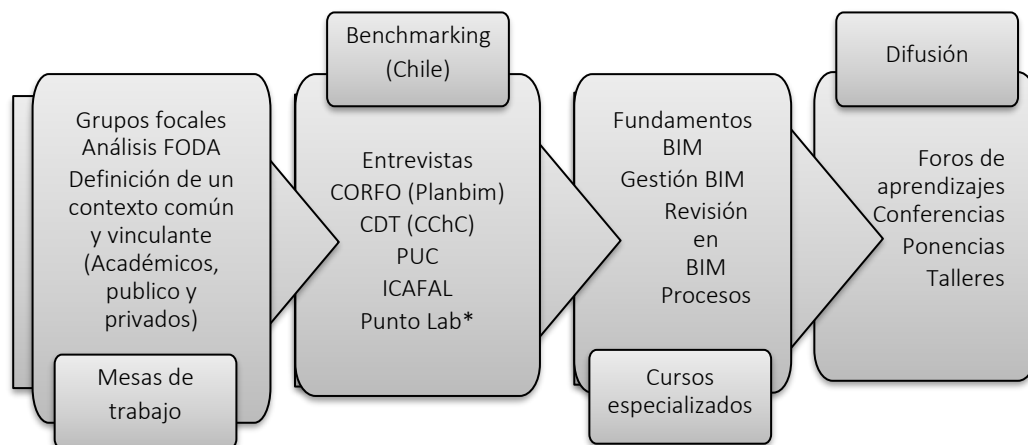 Grupos focales
Análisis FODA
Definición de un
contexto común
y vinculante
(Académicos,
publico y
privados)
Mesas de
trabajo
Benchmarking
(Chile)
Entrevistas
CORFO (Planbim)
CDT (CChC)
PUC
ICAFAL
Punto Lab*
Fundamentos
BIM
Gestión BIM
Revisión
en
BIM
Procesos
Cursos
especializados
Difusión
Foros de
aprendizajes
Conferencias
Ponencias
Talleres